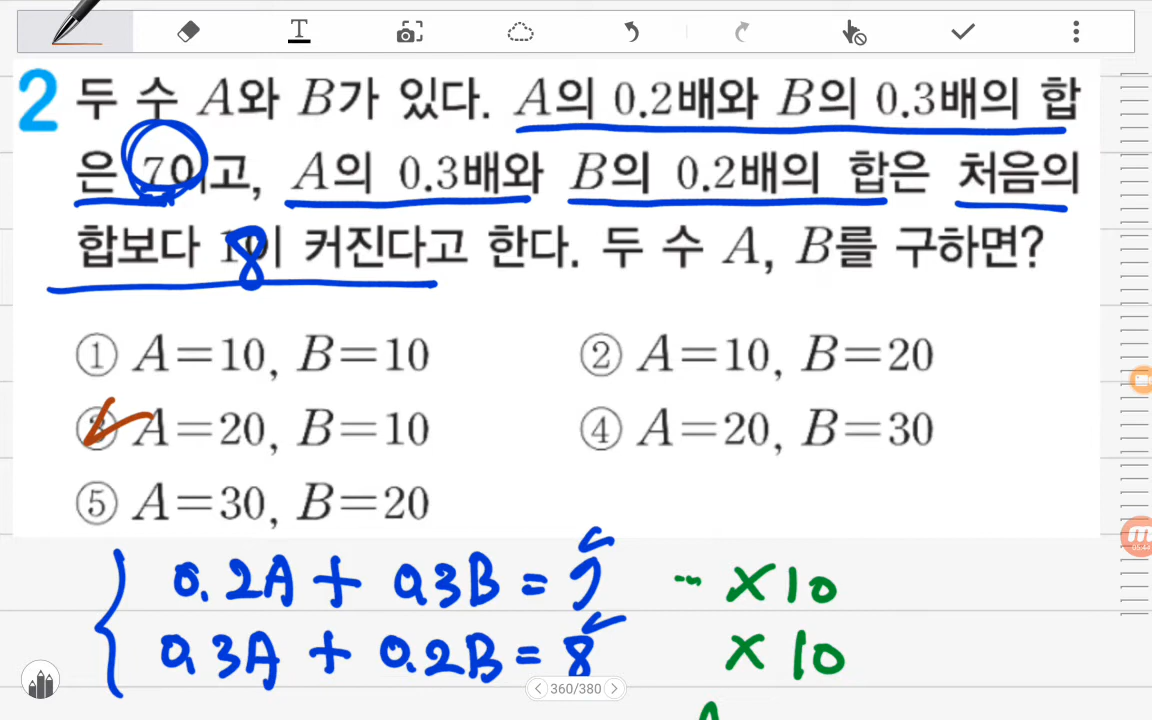 T
2 두 수 A와 B가 있다. A의 0.2배와 B의 0.3배의 합
은 7이고, A의 0.3배와 B의 0.2배의 합은 처음의
합보다 1이 커진다고 한다. 두 수 A, B를 구하면?
8
① A=10, B=10 ② A=10, B=20
③ A=20, B=10 ④ A=20, B=30
⑤ A=30, B=20
0.2A + 0.3B = 7 ×10
0.3A + 0.2B = 8 ×10
360/380
05:44